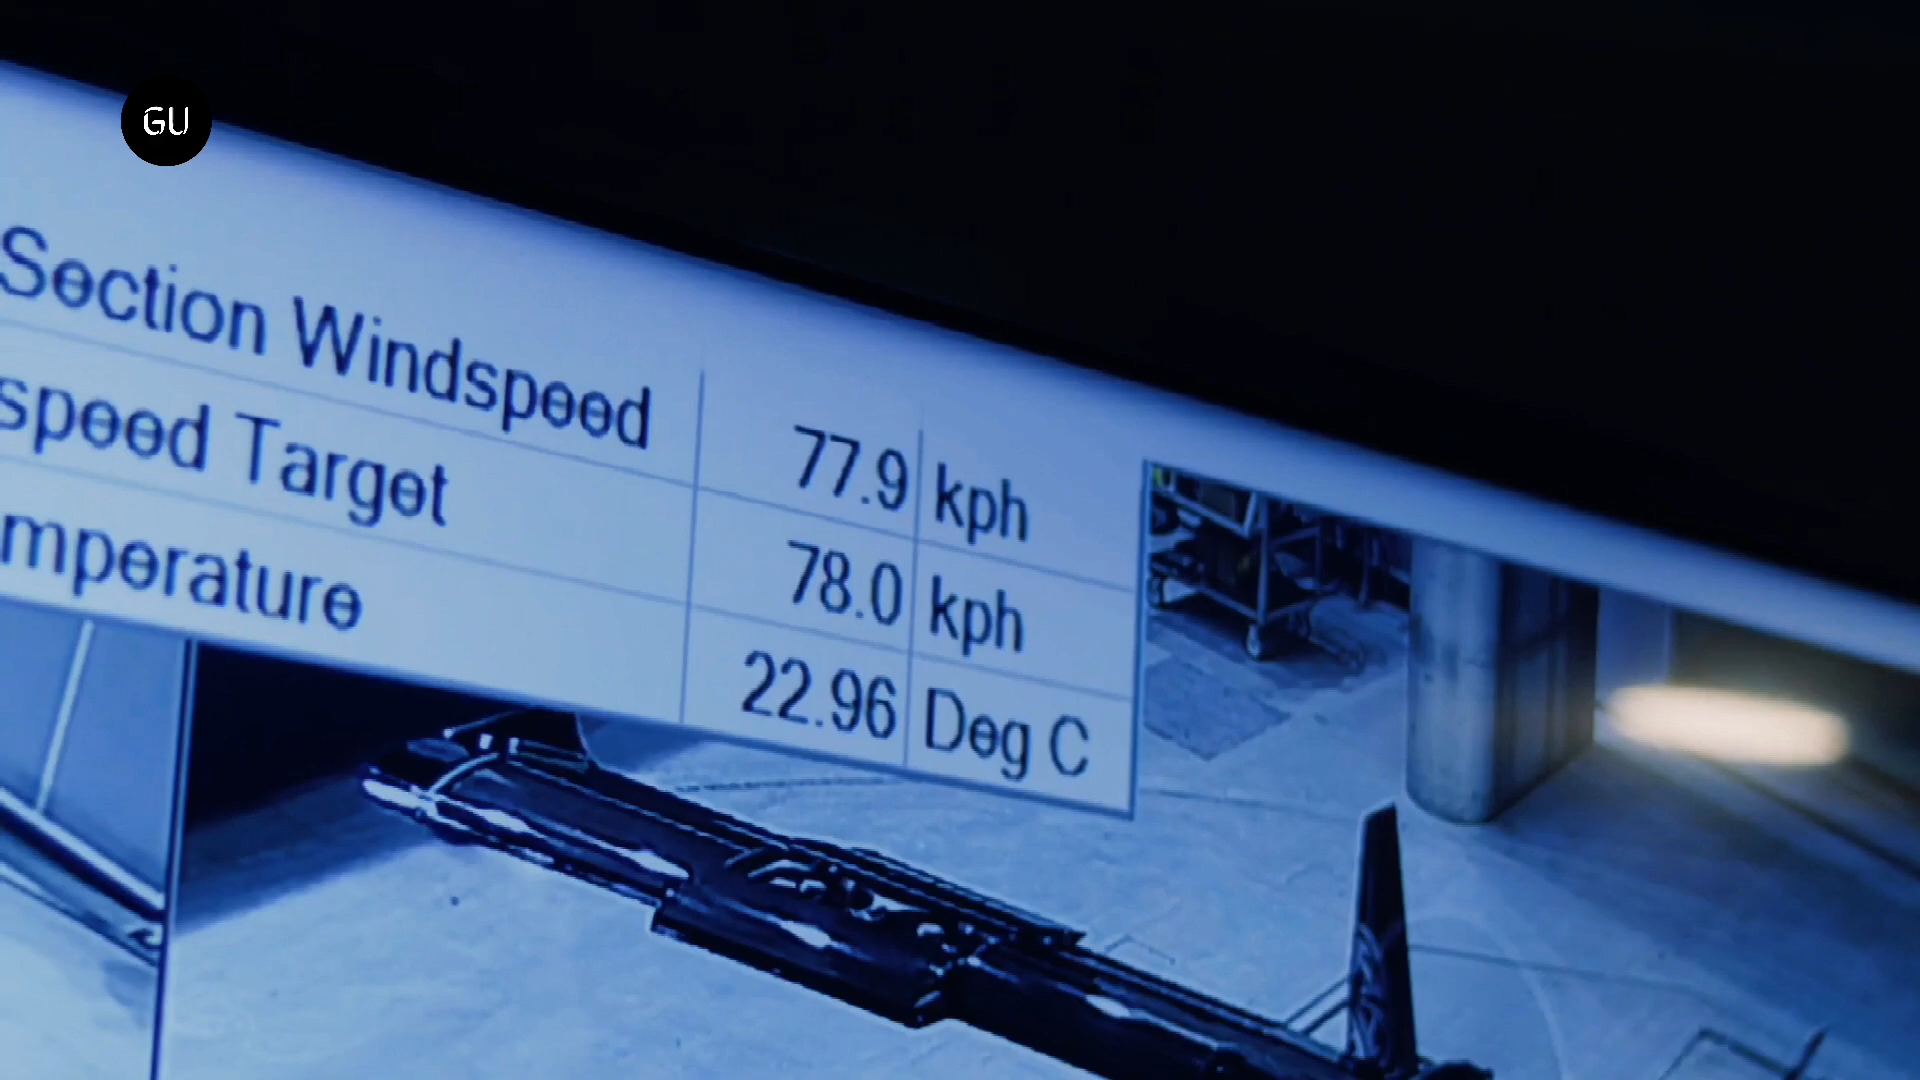 GU
Section Windspeed 77.9 kph
speed Target 78.0 kph
mperature 22.96 Deg C